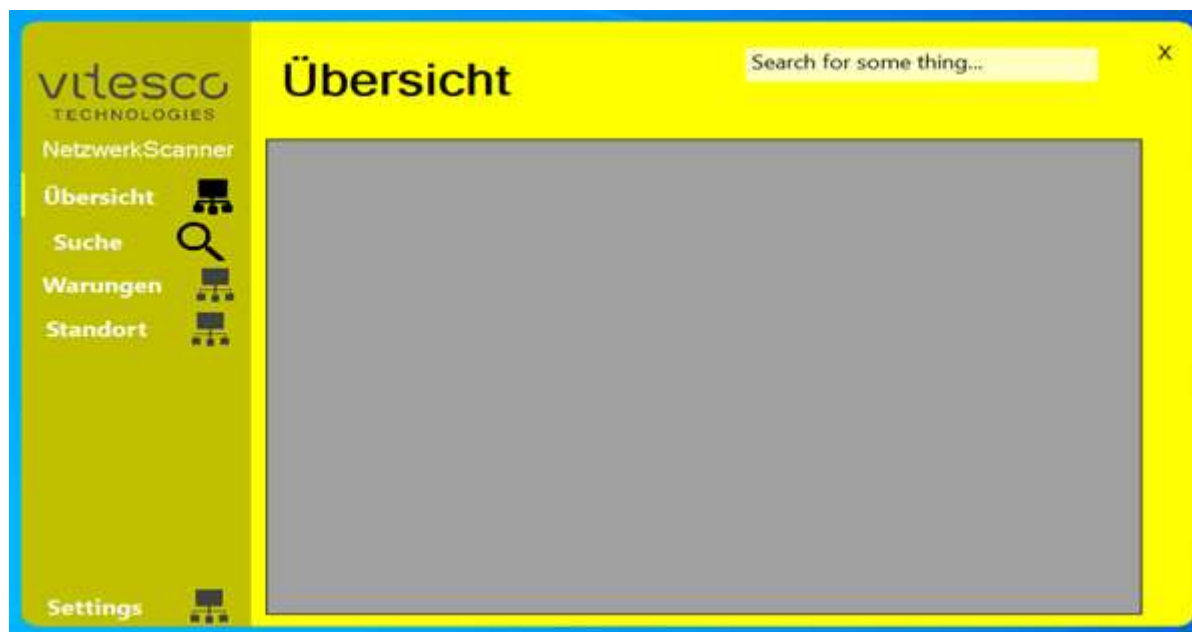 vitesco
TECHNOLOGIES
NetzwerkScanner
Übersicht
Suche
Warungen
Standort
Settings
Übersicht
Search for some thing...
X